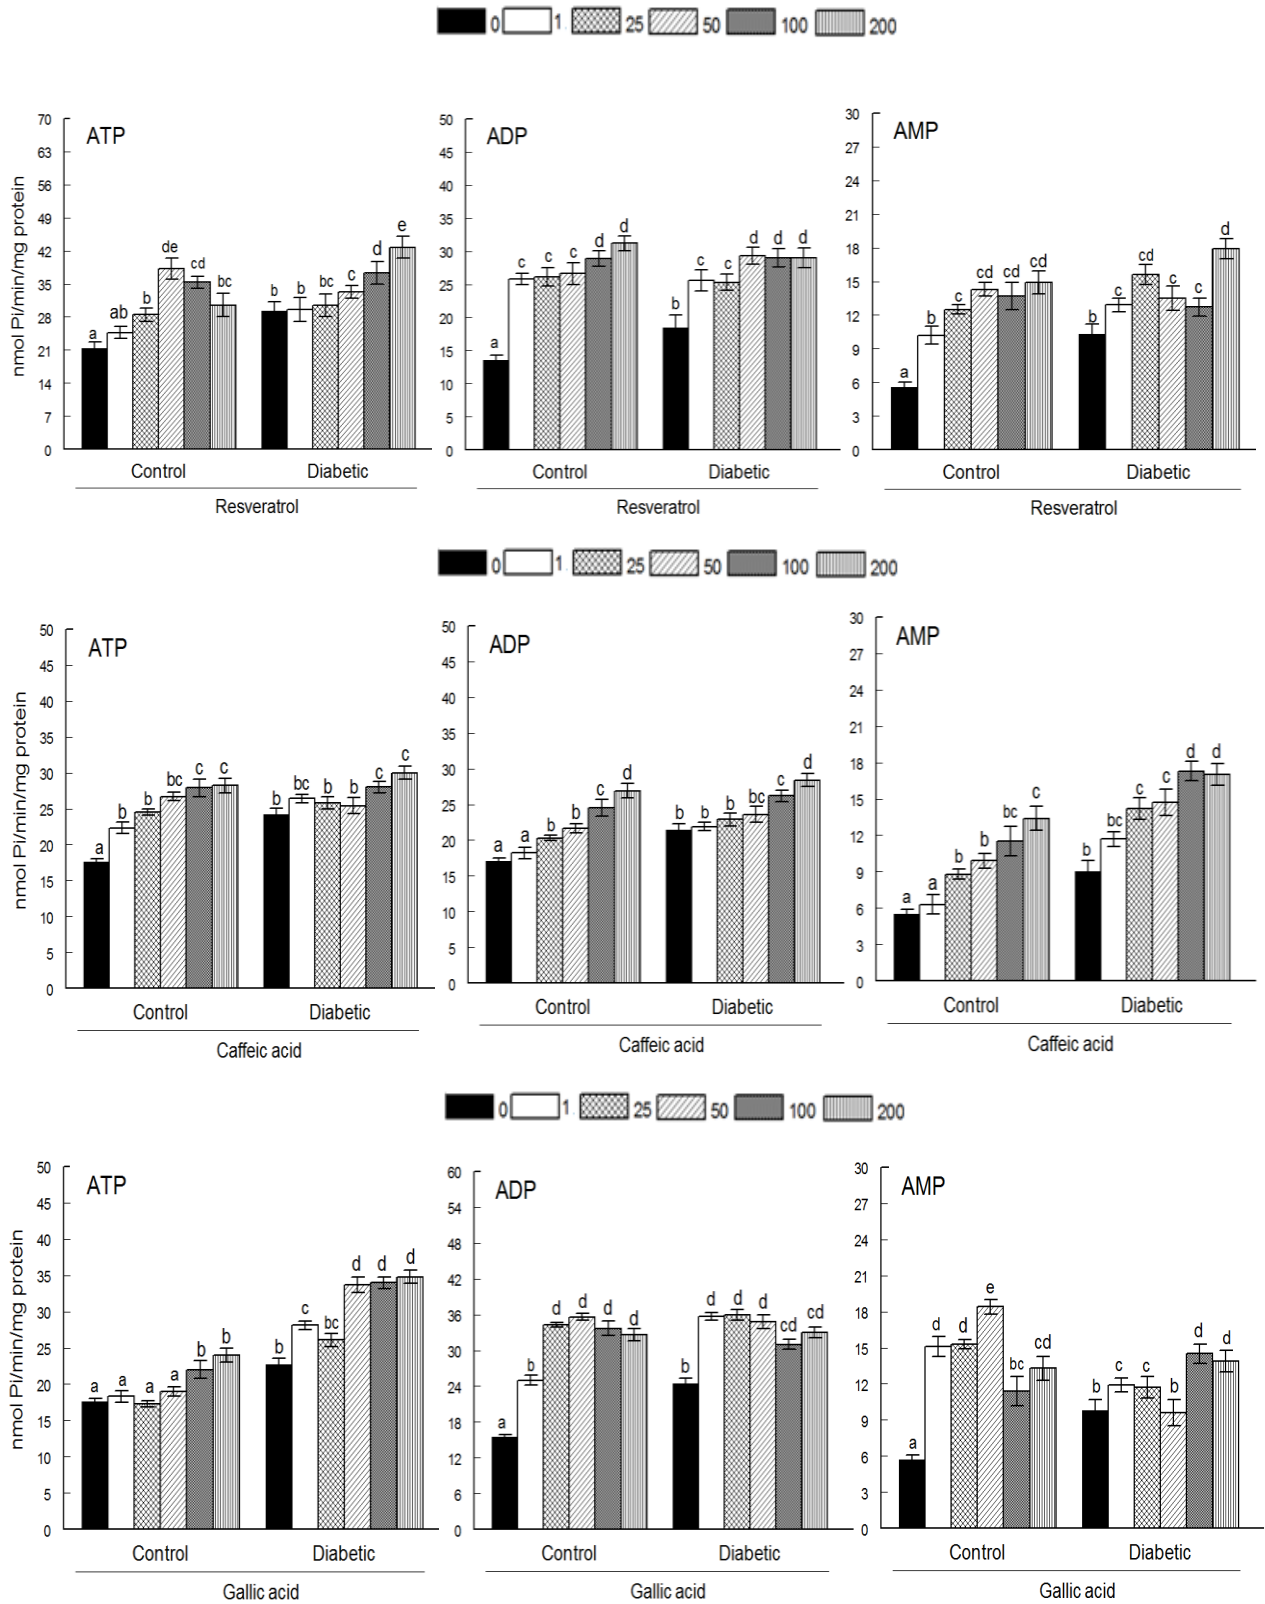 0 1 25 50 100 200
ATP
ADP
AMP
nmol Pi/min/mg protein
70 63 56 49 42 35 28 21 14 7 0
a ab b de cd bc b b bc c d e
50 45 40 35 30 25 20 15 10 5 0
a c c c d d b c c d d d
30 27 24 21 18 15 12 9 6 3 0
a b c cd cd cd b c cd c c d
Control Diabetic
Control Diabetic
Control Diabetic
Resveratrol
Resveratrol
Resveratrol
0 1 25 50 100 200
ATP
ADP
AMP
nmol Pi/min/mg protein
50 45 40 35 30 25 20 15 10 5 0
a b b bc c c b bc b b c c
50 45 40 35 30 25 20 15 10 5 0
a a b b c d b b b bc c d
30 27 24 21 18 15 12 9 6 3 0
a a b b bc c b bc c c d d
Control Diabetic
Control Diabetic
Control Diabetic
Caffeic acid
Caffeic acid
Caffeic acid
0 1 25 50 100 200
ATP
ADP
AMP
nmol Pi/min/mg protein
50 45 40 35 30 25 20 15 10 5 0
a a a a b b b c bc d d d
60 54 48 42 36 30 24 18 12 6 0
a b d d d d b d d d cd cd
30 27 24 21 18 15 12 9 6 3 0
a d d e bc cd b c c b d d
Control Diabetic
Control Diabetic
Control Diabetic
Gallic acid
Gallic acid
Gallic acid